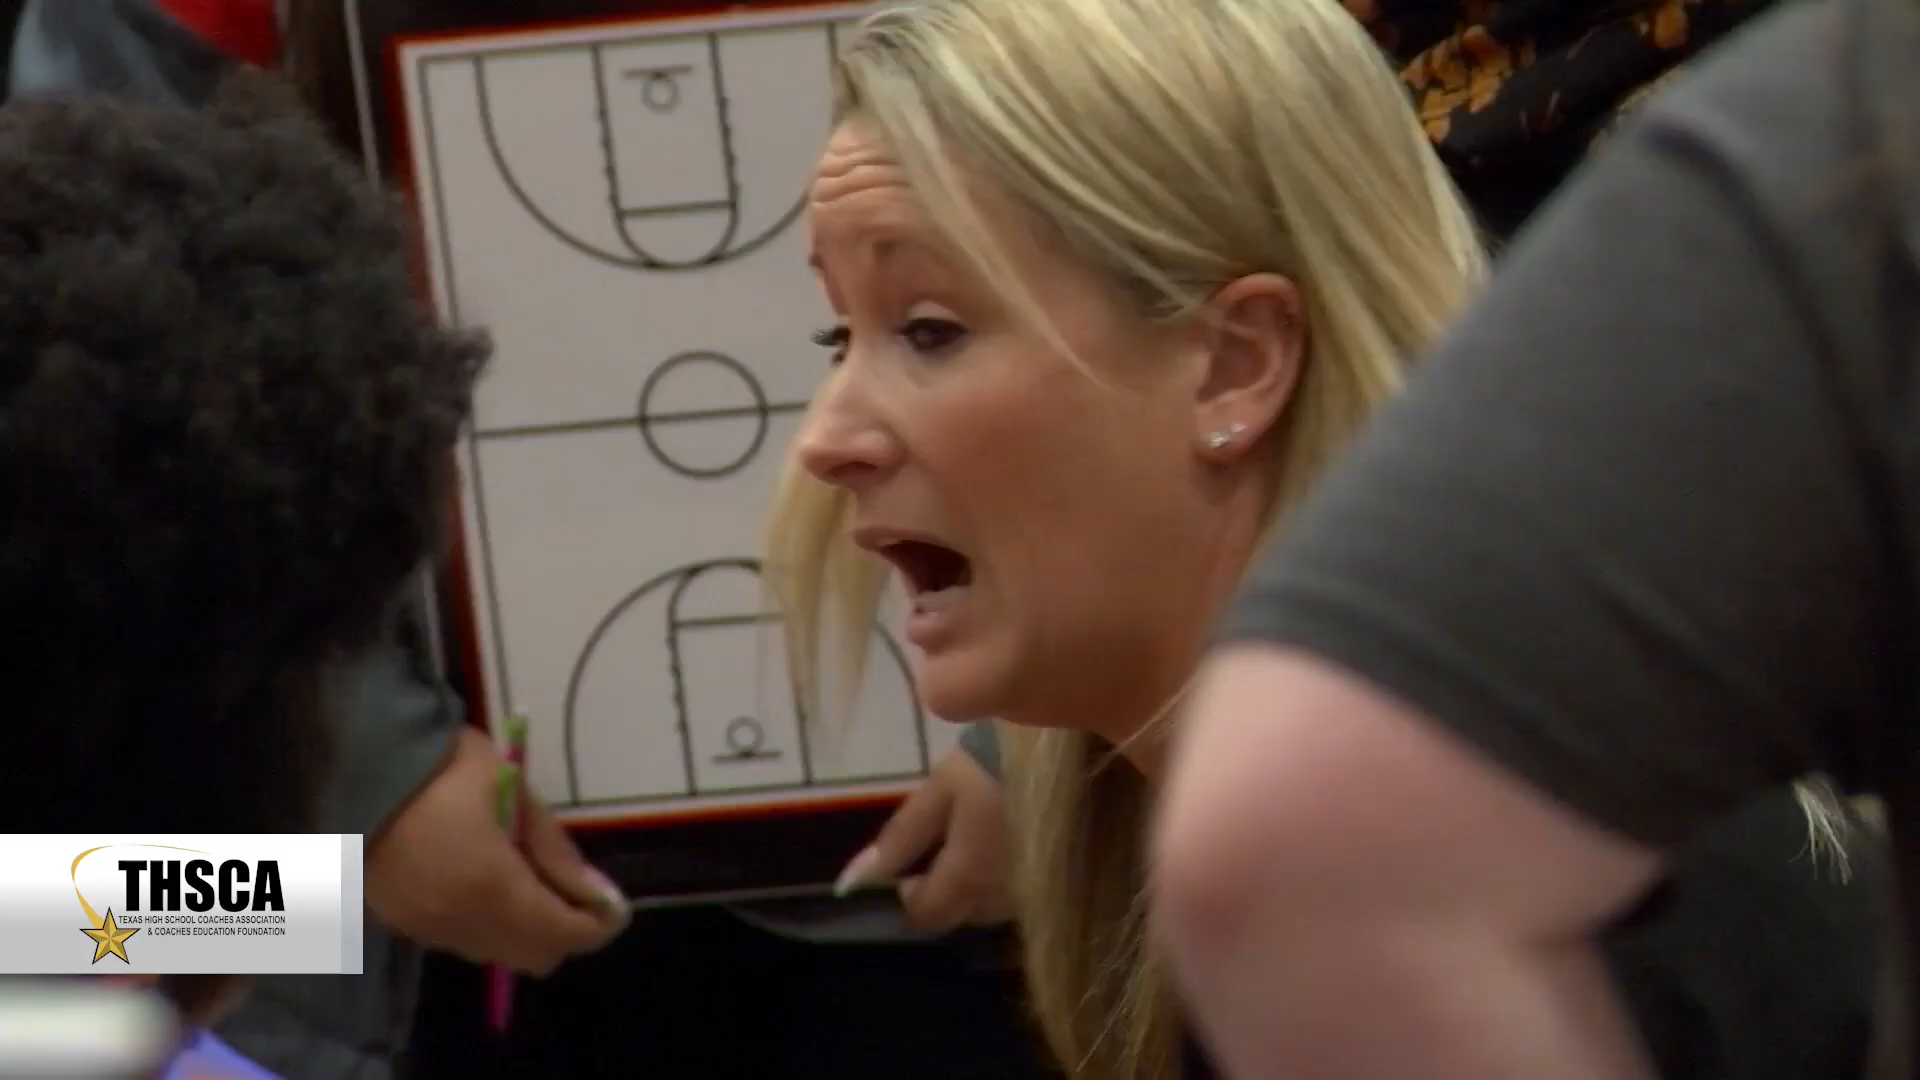 THSCA
TEXAS HIGH SCHOOL COACHES ASSOCIATION
& COACHES EDUCATION FOUNDATION